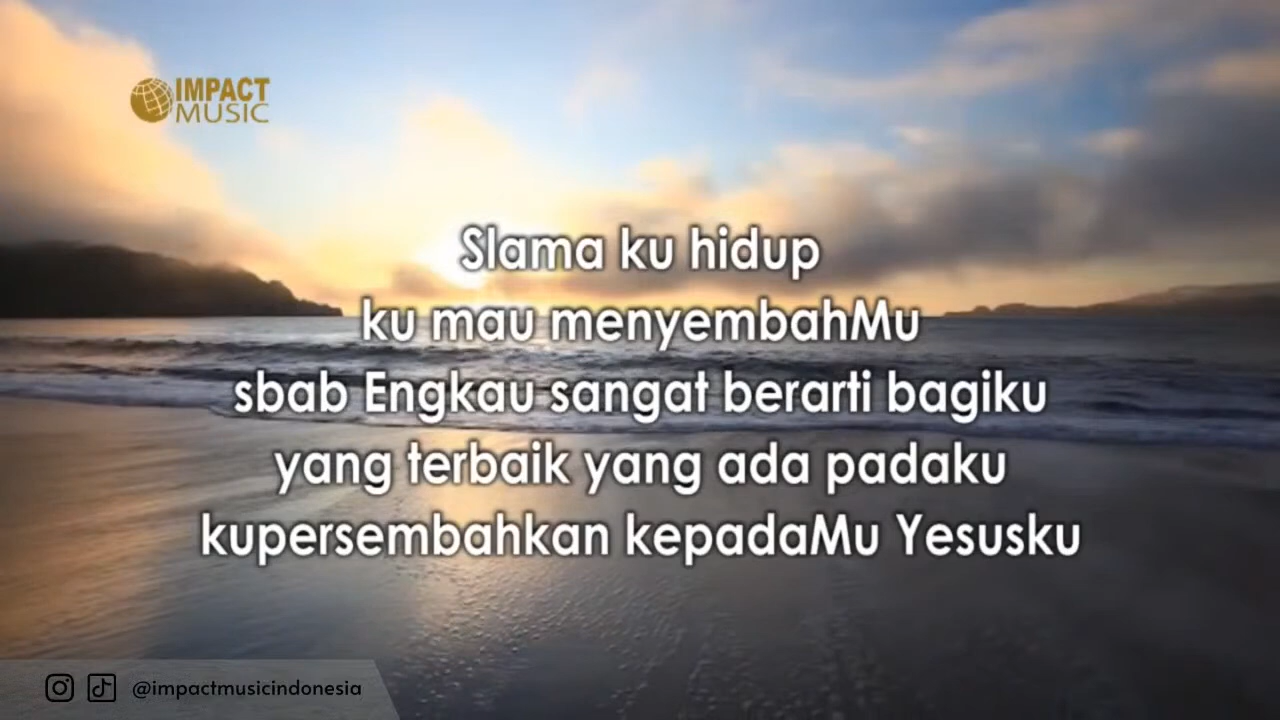 IMPACT
MUSIC
Slama ku hidup
ku mau menyembahMu
sbab Engkau sangat berarti bagiku
yang terbaik yang ada padaku
kupersembahkan kepadaMu Yesusku
@impactmusicindonesia